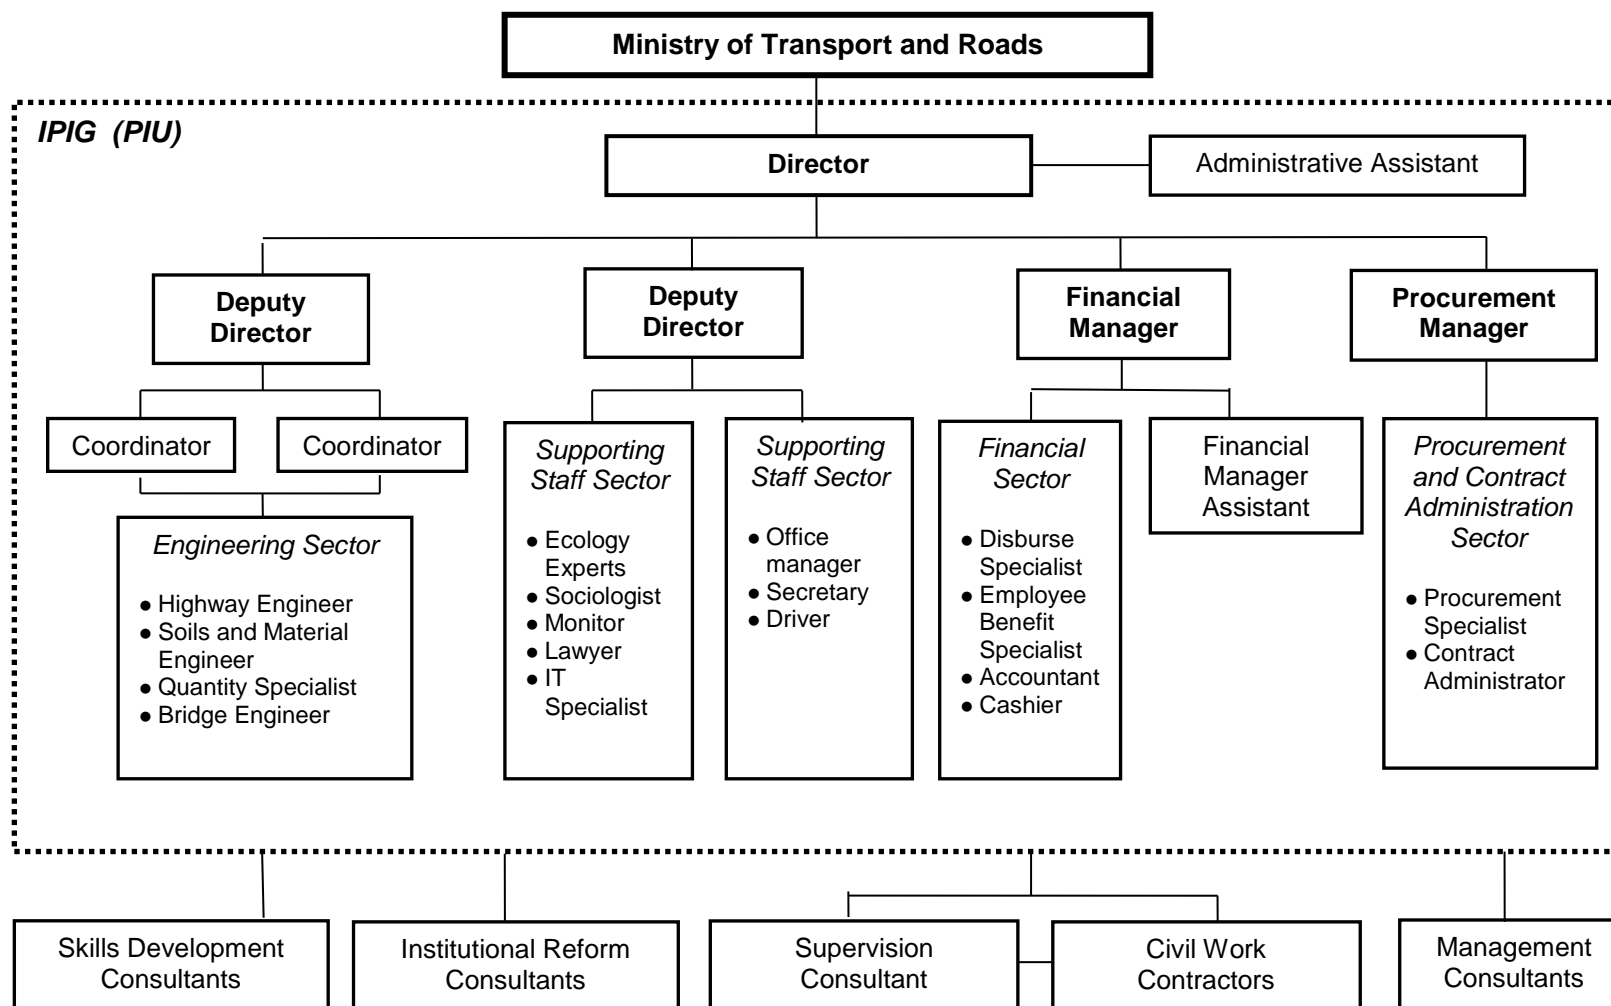 Ministry of Transport and Roads
IPIG (PIU)
Director
Administrative Assistant
Deputy
Director
Deputy
Director
Financial
Manager
Procurement
Manager
Coordinator
Coordinator
Engineering Sector
● Highway Engineer
● Soils and Material
Engineer
● Quantity Specialist
● Bridge Engineer
Supporting
Staff Sector
● Ecology
Experts
● Sociologist
● Monitor
● Lawyer
● IT
Specialist
Supporting
Staff Sector
● Office
manager
● Secretary
● Driver
Financial
Sector
● Disburse
Specialist
● Employee
Benefit
Specialist
● Accountant
● Cashier
Financial
Manager
Assistant
Procurement
and Contract
Administration
Sector
● Procurement
Specialist
● Contract
Administrator
Skills Development
Consultants
Institutional Reform
Consultants
Supervision
Consultant
Civil Work
Contractors
Management
Consultants